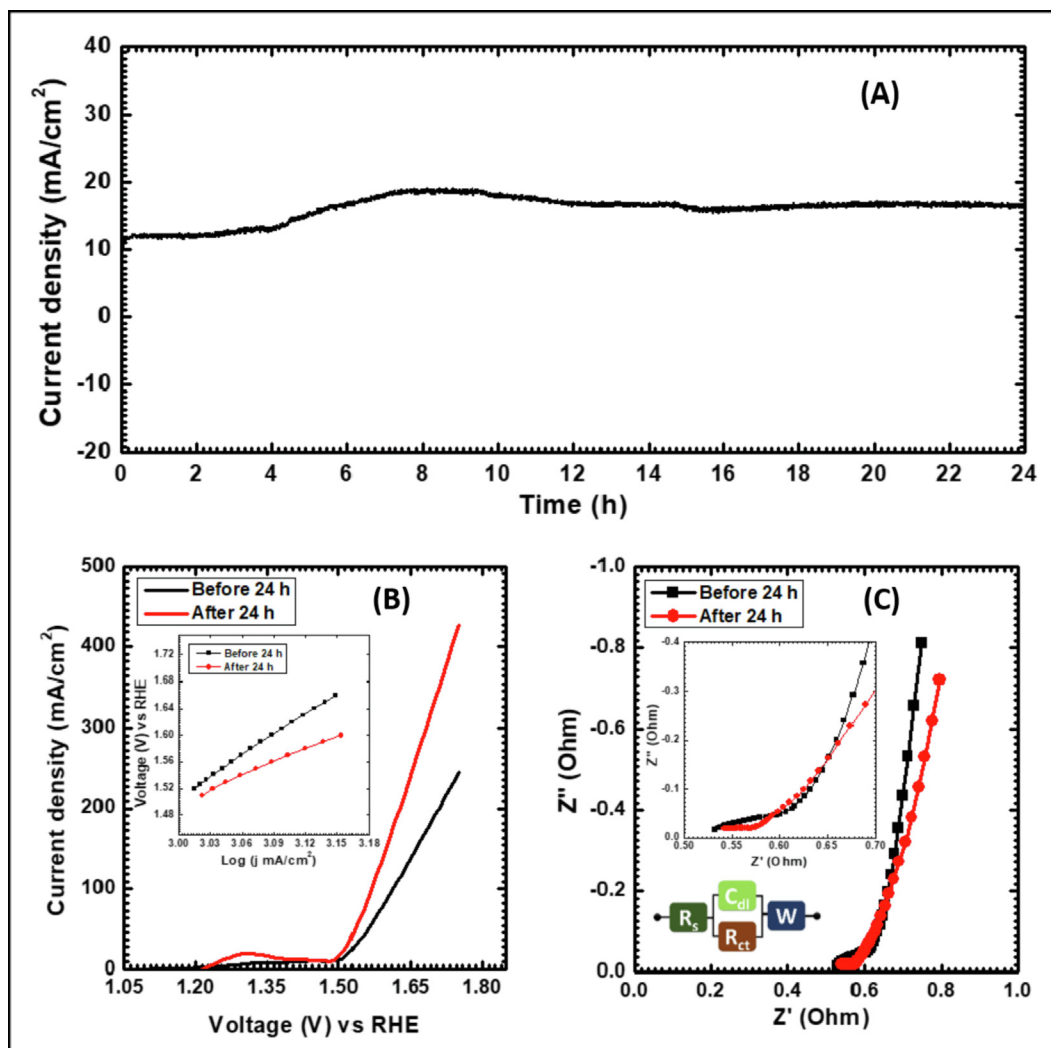 (A)
Current density (mA/cm²)
40
30
20
10
0
-10
-20
0 2 4 6 8 10 12 14 16 18 20 22 24
Time (h)
(B)
Before 24 h
After 24 h
Current density (mA/cm²)
500
400
300
200
100
0
1.05 1.20 1.35 1.50 1.65 1.80
Voltage (V) vs RHE
Before 24 h
After 24 h
Voltage (V) vs RHE
1.72
1.68
1.64
1.60
1.56
1.52
1.48
3.00 3.03 3.06 3.09 3.12 3.15 3.18
Log (j mA/cm²)
(C)
Before 24 h
After 24 h
Z" (Ohm)
-1.0
-0.8
-0.6
-0.4
-0.2
0.0
0.0 0.2 0.4 0.6 0.8 1.0
Z' (Ohm)
Z" (Ohm)
-0.4
-0.3
-0.2
-0.1
0.0
0.50 0.55 0.60 0.65 0.70
Z' (Ohm)
Rs
Cdl
Rct
W